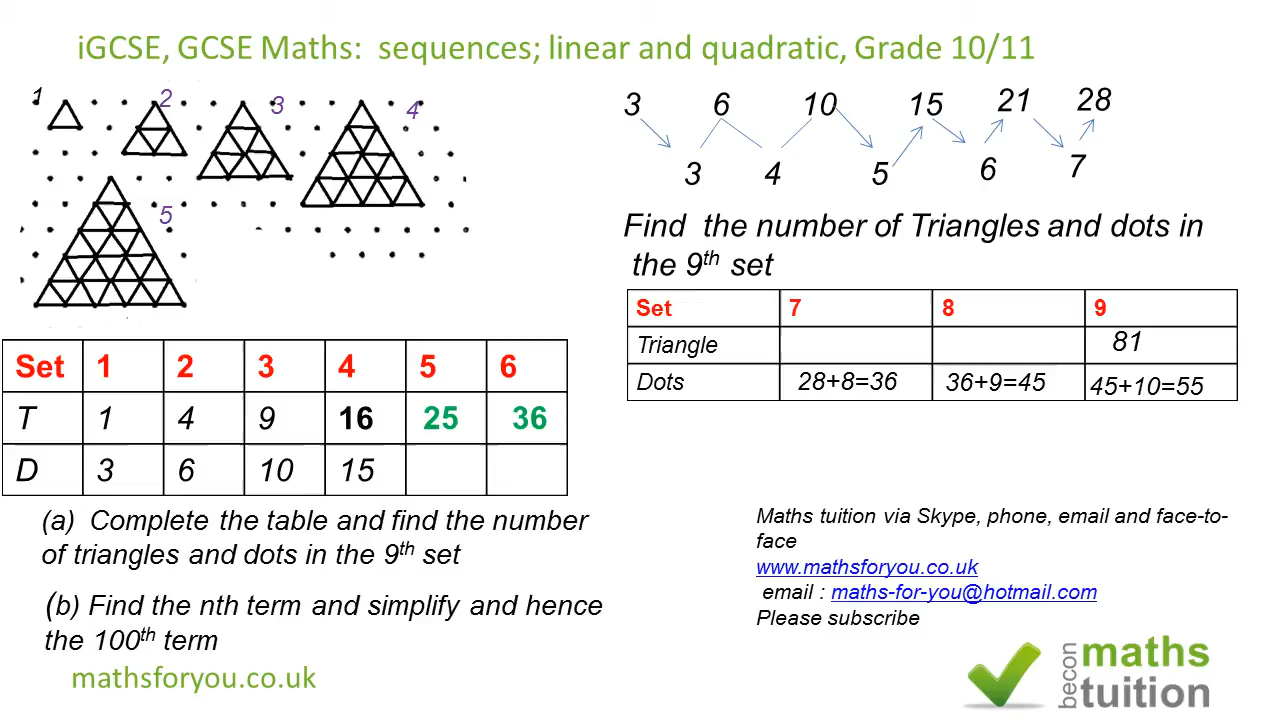 iGCSE, GCSE Maths:  sequences; linear and quadratic, Grade 10/11
1
2
3
4
5
3 6 10 15 21 28
3 4 5 6 7
Find  the number of Triangles and dots in
the 9th set
Set 7 8 9
Triangle 81
Dots 28+8=36 36+9=45 45+10=55
Set 1 2 3 4 5 6
T 1 4 9 16 25 36
D 3 6 10 15
(a)  Complete the table and find the number
of triangles and dots in the 9th set
(b) Find the nth term and simplify and hence
the 100th term
mathsforyou.co.uk
Maths tuition via Skype, phone, email and face-to-
face
www.mathsforyou.co.uk
email : maths-for-you@hotmail.com
Please subscribe
becon
maths
tuition